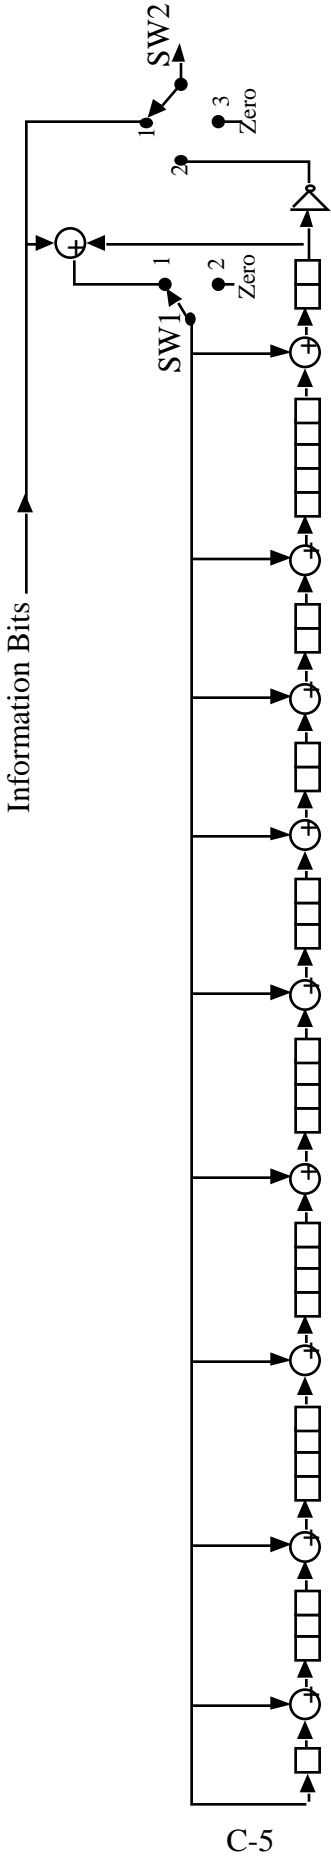 Information Bits
SW2
1
3
Zero
2
1
2
Zero
SW1
+
+
+
+
+
+
+
+
+
+
C-5